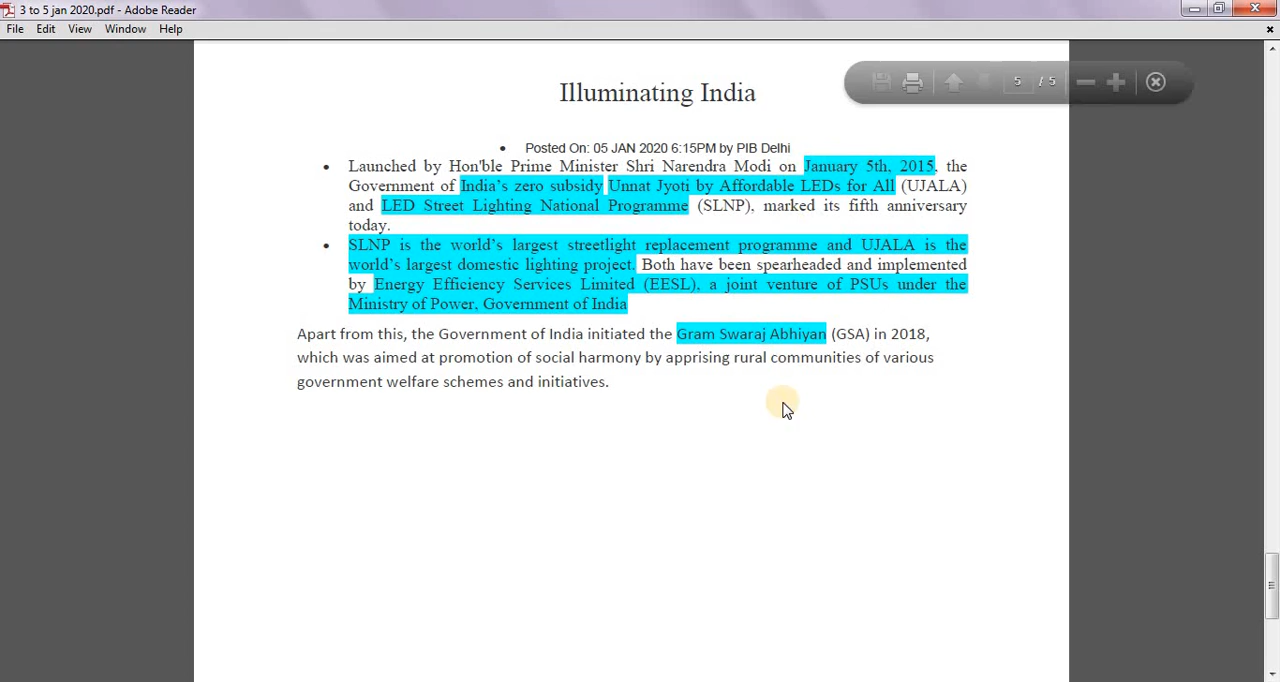 3 to 5 jan 2020.pdf - Adobe Reader
File Edit View Window Help
5 / 5
Illuminating India
• Posted On: 05 JAN 2020 6:15PM by PIB Delhi
• Launched by Hon'ble Prime Minister Shri Narendra Modi on January 5th, 2015, the
Government of India's zero subsidy Unnat Jyoti by Affordable LEDs for All (UJALA)
and LED Street Lighting National Programme (SLNP), marked its fifth anniversary
today.
• SLNP is the world's largest streetlight replacement programme and UJALA is the
world's largest domestic lighting project. Both have been spearheaded and implemented
by Energy Efficiency Services Limited (EESL), a joint venture of PSUs under the
Ministry of Power, Government of India
Apart from this, the Government of India initiated the Gram Swaraj Abhiyan (GSA) in 2018,
which was aimed at promotion of social harmony by apprising rural communities of various
government welfare schemes and initiatives.